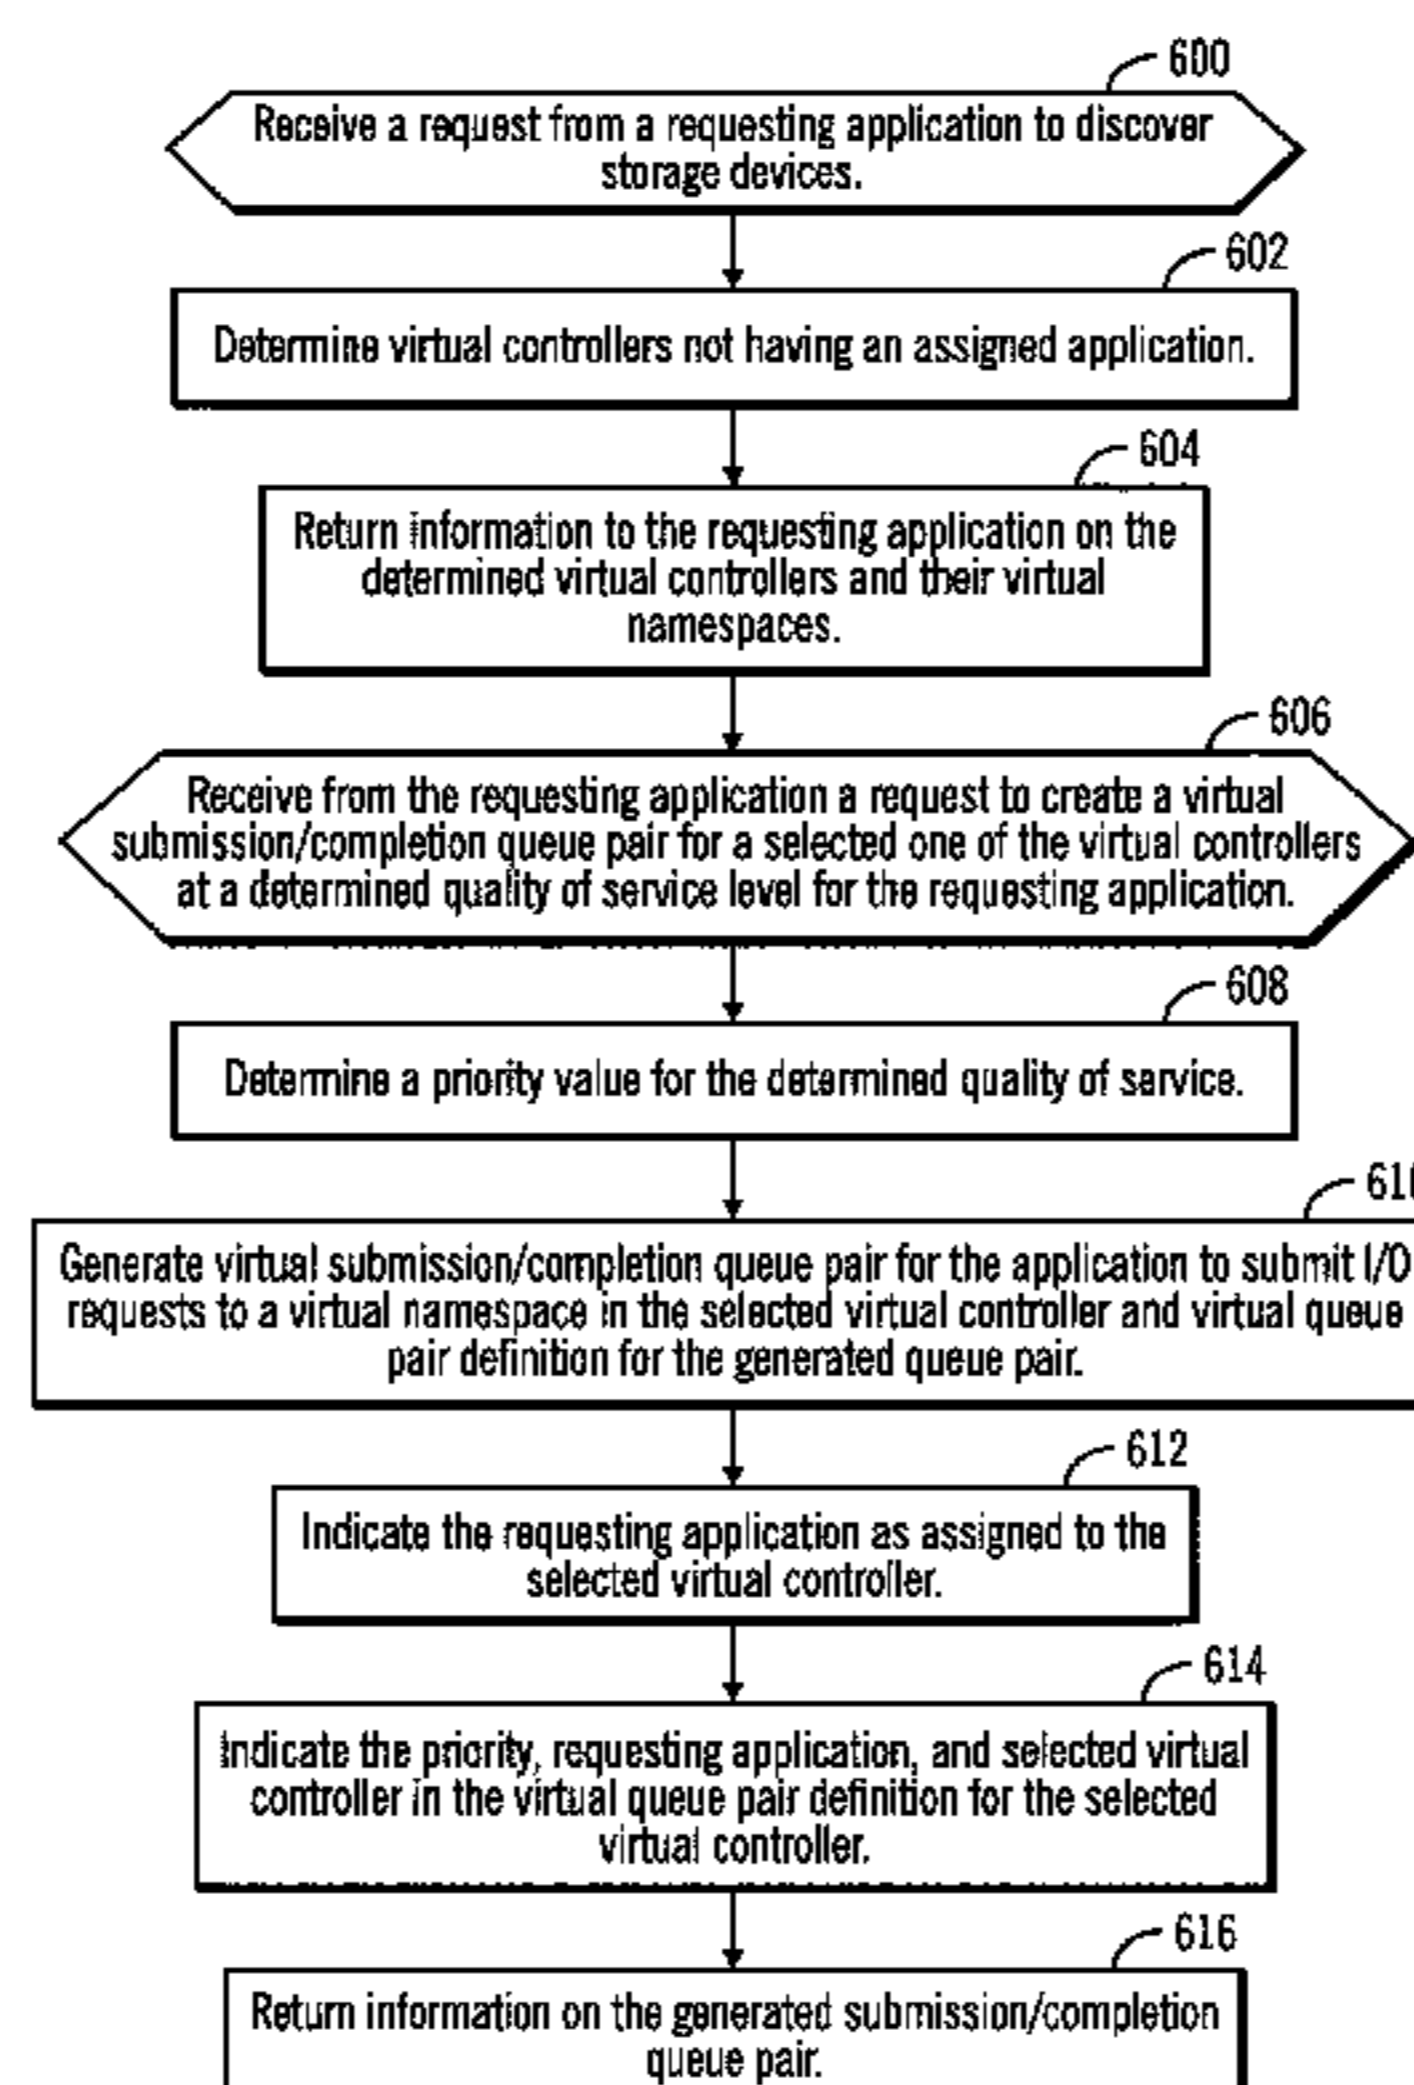 600
Receive a request from a requesting application to discover
storage devices.
602
Determine virtual controllers not having an assigned application.
604
Return information to the requesting application on the
determined virtual controllers and their virtual
namespaces.
606
Receive from the requesting application a request to create a virtual
submission/completion queue pair for a selected one of the virtual controllers
at a determined quality of service level for the requesting application.
608
Determine a priority value for the determined quality of service.
610
Generate virtual submission/completion queue pair for the application to submit I/O
requests to a virtual namespace in the selected virtual controller and virtual queue
pair definition for the generated queue pair.
612
Indicate the requesting application as assigned to the
selected virtual controller.
614
Indicate the priority, requesting application, and selected virtual
controller in the virtual queue pair definition for the selected
virtual controller.
616
Return information on the generated submission/completion
queue pair.